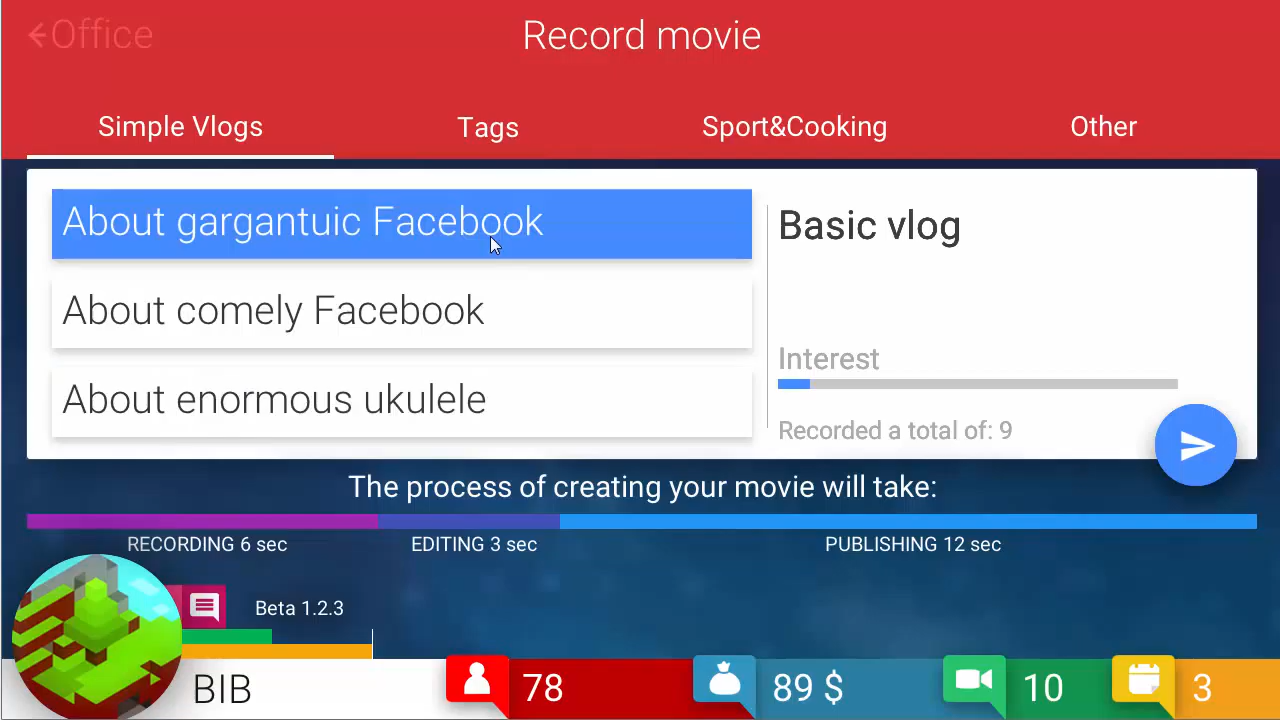 Office
Record movie
Simple Vlogs
Tags
Sport&Cooking
Other
About gargantuic Facebook
About comely Facebook
About enormous ukulele
Basic vlog
Interest
Recorded a total of: 9
The process of creating your movie will take:
RECORDING 6 sec
EDITING 3 sec
PUBLISHING 12 sec
Beta 1.2.3
BIB
78
89 $
10
3